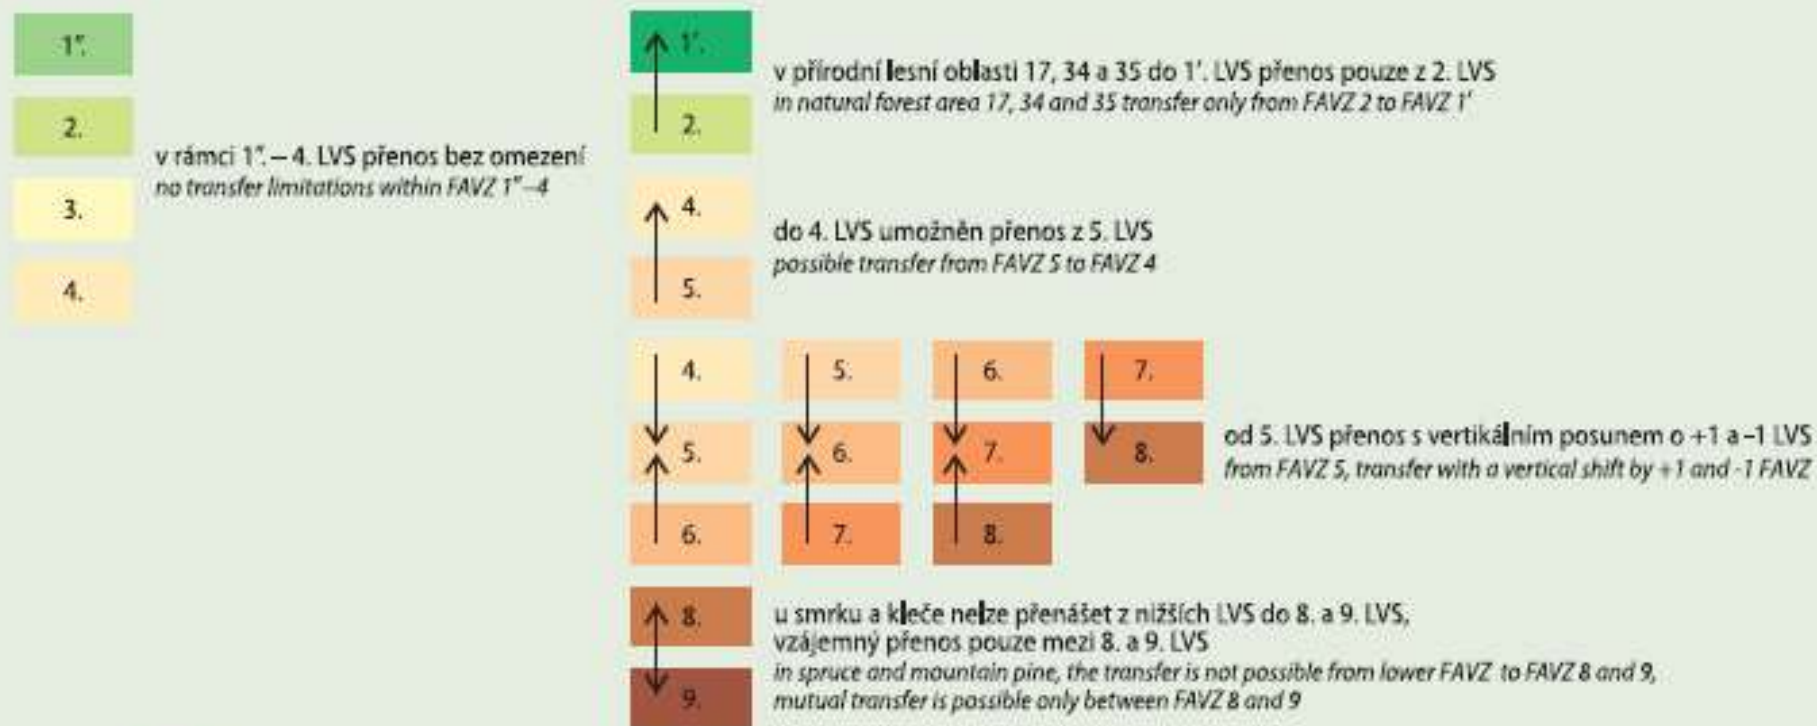 1".
2.
3.
4.
v rámci 1". – 4. LVS přenos bez omezení
no transfer limitations within FAVZ 1"–4
1'.
2.
v přírodní lesní oblasti 17, 34 a 35 do 1'. LVS přenos pouze z 2. LVS
in natural forest area 17, 34 and 35 transfer only from FAVZ 2 to FAVZ 1'
4.
5.
do 4. LVS umožněn přenos z 5. LVS
possible transfer from FAVZ 5 to FAVZ 4
4. 5. 6. 7.
5. 6. 7. 8.
6. 7. 8.
od 5. LVS přenos s vertikálním posunem o +1 a –1 LVS
from FAVZ 5, transfer with a vertical shift by +1 and -1 FAVZ
8.
9.
u smrku a kleče nelze přenášet z nižších LVS do 8. a 9. LVS,
vzájemný přenos pouze mezi 8. a 9. LVS
in spruce and mountain pine, the transfer is not possible from lower FAVZ to FAVZ 8 and 9,
mutual transfer is possible only between FAVZ 8 and 9